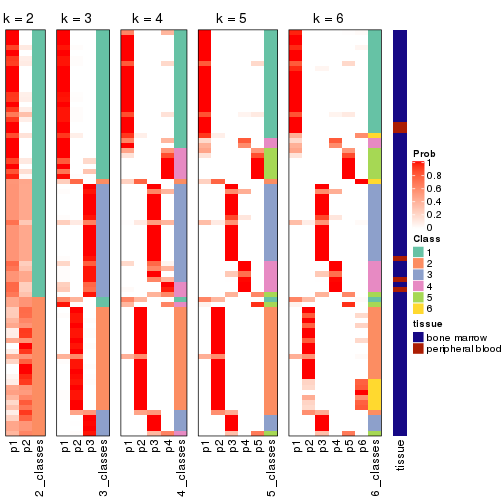 k = 2 k = 3 k = 4 k = 5 k = 6
Prob
1
0.8
0.6
0.4
0.2
0
Class
1
2
3
4
5
6
tissue
bone marrow
peripheral blood
p1 p2 2_classes p1 p2 p3 3_classes p1 p2 p3 p4 4_classes p1 p2 p3 p4 p5 5_classes p1 p2 p3 p4 p5 p6 6_classes tissue